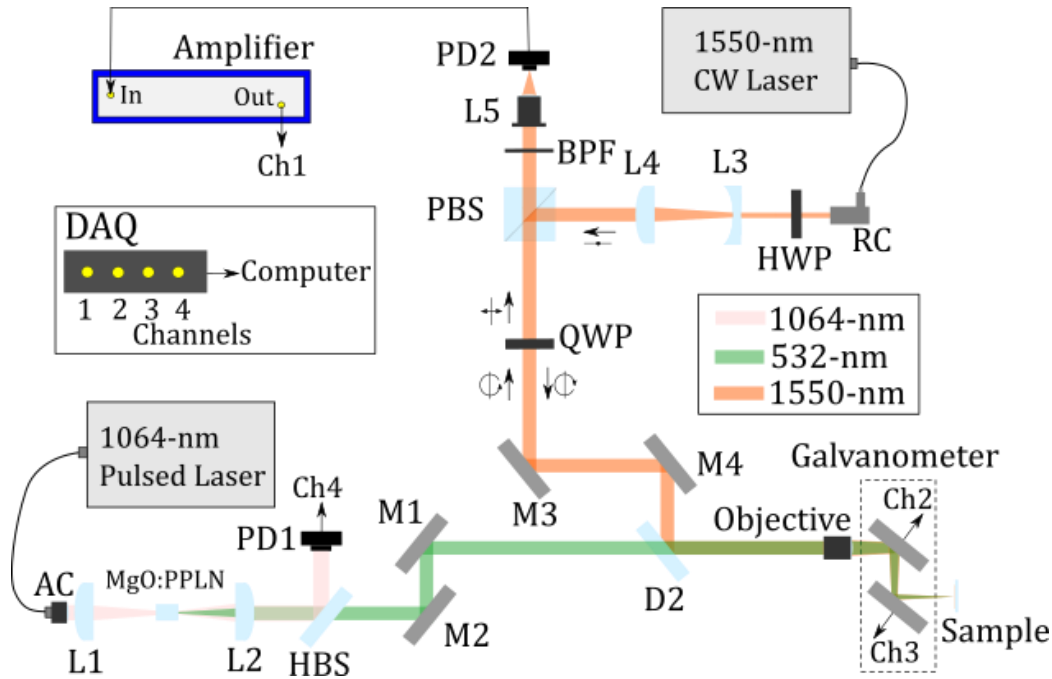 Amplifier
In
Out
Ch1
PD2
L5
BPF
PBS
L4
L3
1550-nm
CW Laser
HWP
RC
DAQ
Computer
1 2 3 4
Channels
QWP
1064-nm
532-nm
1550-nm
1064-nm
Pulsed Laser
Ch4
PD1
M1
M3
M4
Galvanometer
Ch2
Objective
AC
MgO:PPLN
L1
L2
HBS
M2
D2
Ch3
Sample